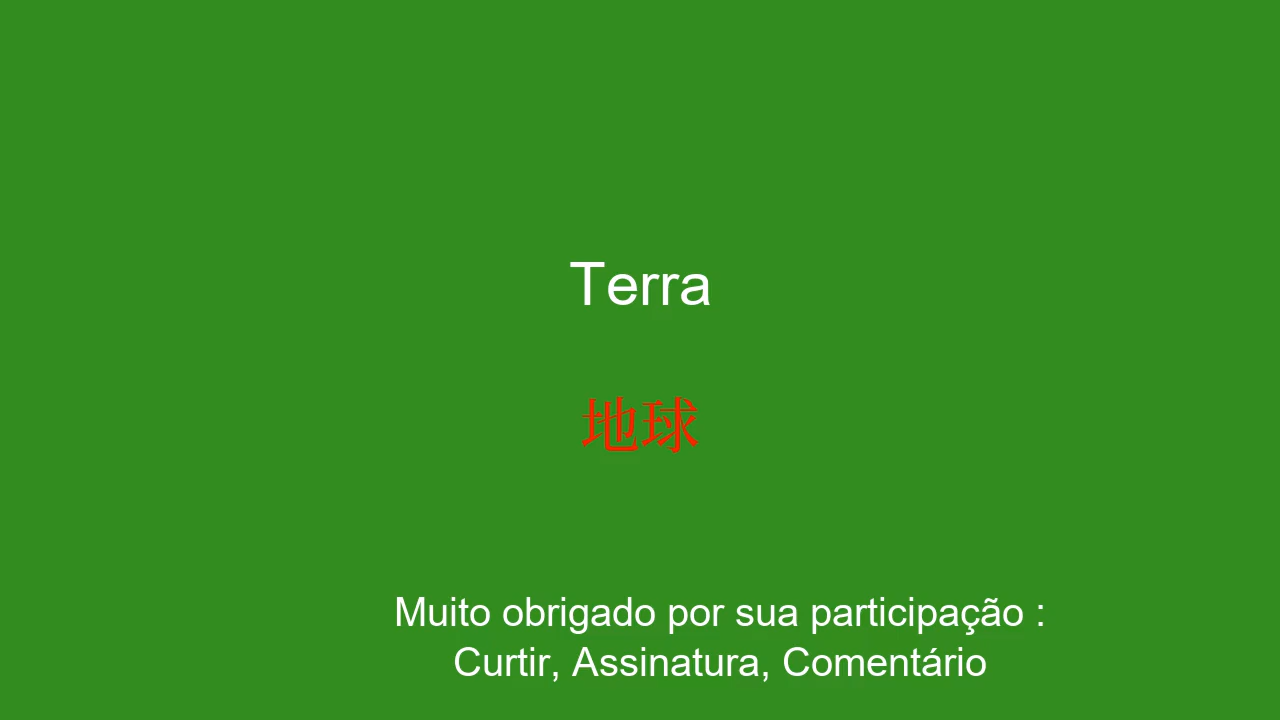 Terra
地球
Muito obrigado por sua participação :
Curtir, Assinatura, Comentário